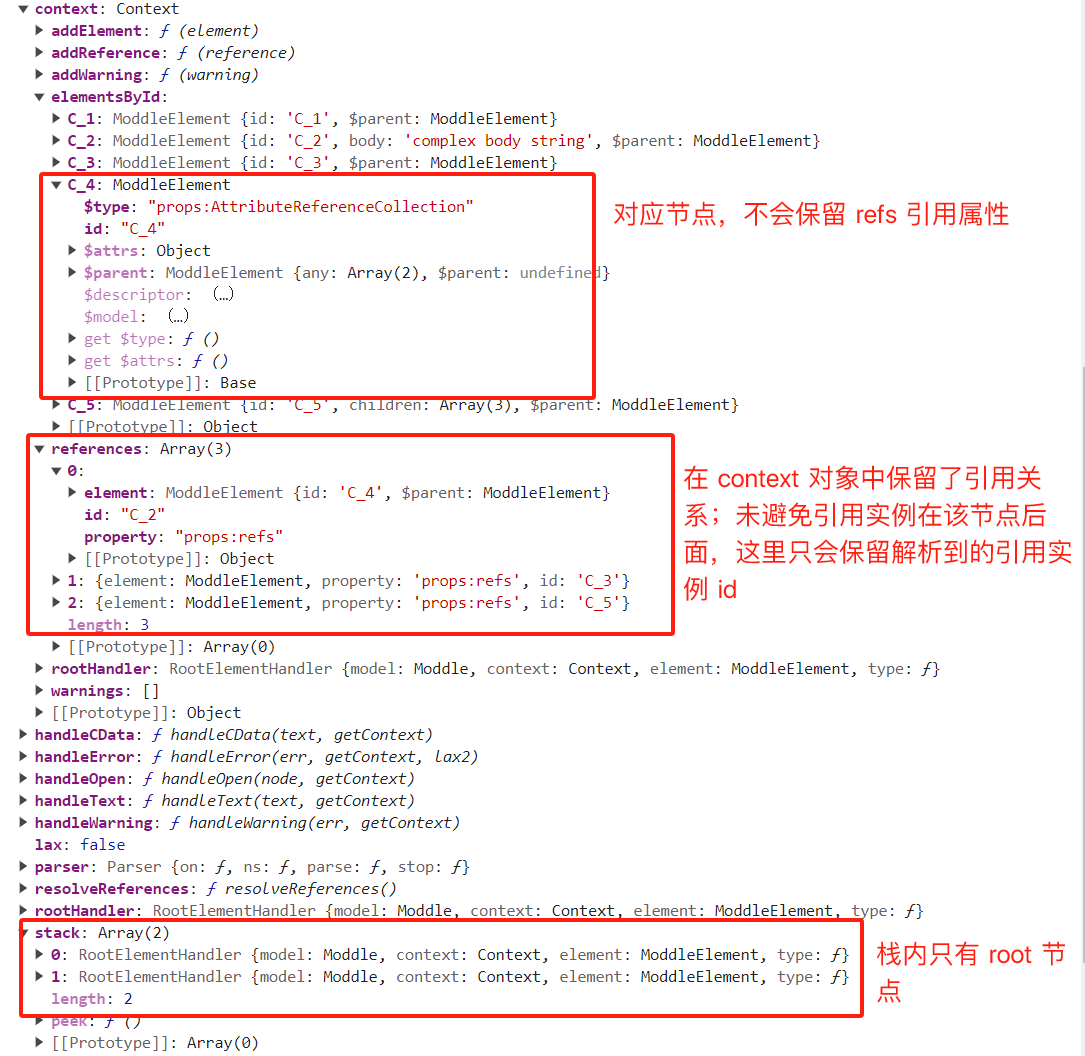 context: Context
addElement: ƒ (element)
addReference: ƒ (reference)
addWarning: ƒ (warning)
elementsById:
C_1: ModdleElement {id: 'C_1', $parent: ModdleElement}
C_2: ModdleElement {id: 'C_2', body: 'complex body string', $parent: ModdleElement}
C_3: ModdleElement {id: 'C_3', $parent: ModdleElement}
C_4: ModdleElement
$type: "props:AttributeReferenceCollection"
对应节点，不会保留 refs 引用属性
id: "C_4"
$attrs: Object
$parent: ModdleElement {any: Array(2), $parent: undefined}
$descriptor: (…)
$model: (…)
get $type: ƒ ()
get $attrs: ƒ ()
[[Prototype]]: Base
C_5: ModdleElement {id: 'C_5', children: Array(3), $parent: ModdleElement}
[[Prototype]]: Object
references: Array(3)
0:
element: ModdleElement {id: 'C_4', $parent: ModdleElement}
id: "C_2"
property: "props:refs"
[[Prototype]]: Object
1: {element: ModdleElement, property: 'props:refs', id: 'C_3'}
2: {element: ModdleElement, property: 'props:refs', id: 'C_5'}
length: 3
在 context 对象中保留了引用关
系；未避免引用实例在该节点后
面，这里只会保留解析到的引用实
例 id
[[Prototype]]: Array(0)
rootHandler: RootElementHandler {model: Moddle, context: Context, element: ModdleElement, type: ƒ}
warnings: []
[[Prototype]]: Object
handleCData: ƒ handleCData(text, getContext)
handleError: ƒ handleError(err, getContext, lax2)
handleOpen: ƒ handleOpen(node, getContext)
handleText: ƒ handleText(text, getContext)
handleWarning: ƒ handleWarning(err, getContext)
lax: false
parser: Parser {on: ƒ, ns: ƒ, parse: ƒ, stop: ƒ}
resolveReferences: ƒ resolveReferences()
rootHandler: RootElementHandler {model: Moddle, context: Context, element: ModdleElement, type: ƒ}
stack: Array(2)
0: RootElementHandler {model: Moddle, context: Context, element: ModdleElement, type: ƒ}
1: RootElementHandler {model: Moddle, context: Context, element: ModdleElement, type: ƒ}
length: 2
栈内只有 root 节
点
peek: ƒ ()
[[Prototype]]: Array(0)